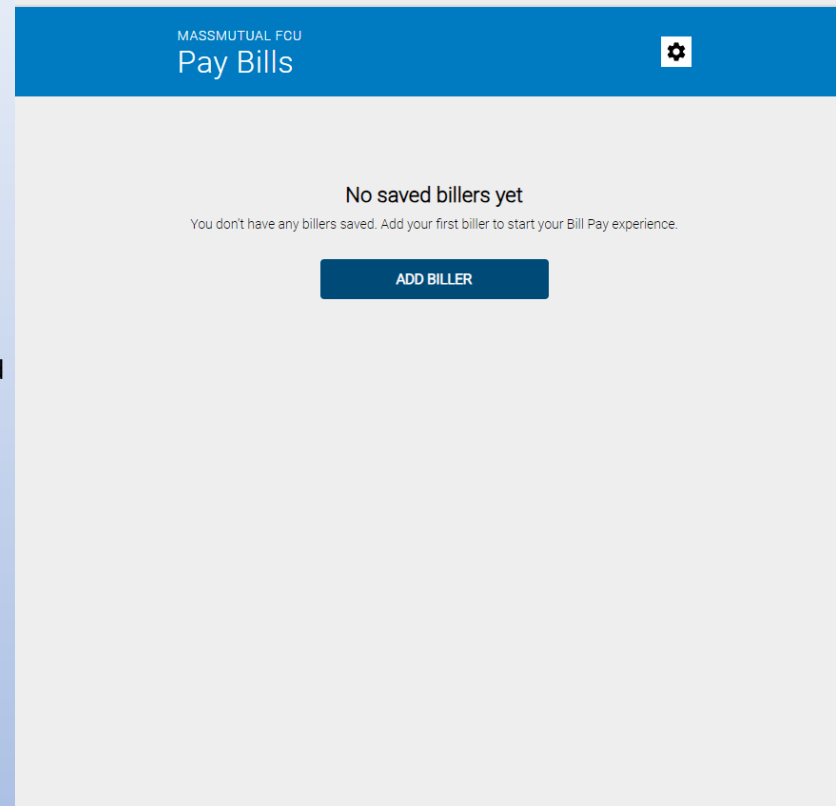 MASSMUTUAL FCU
Pay Bills
No saved billers yet
You don't have any billers saved. Add your first biller to start your Bill Pay experience.
ADD BILLER